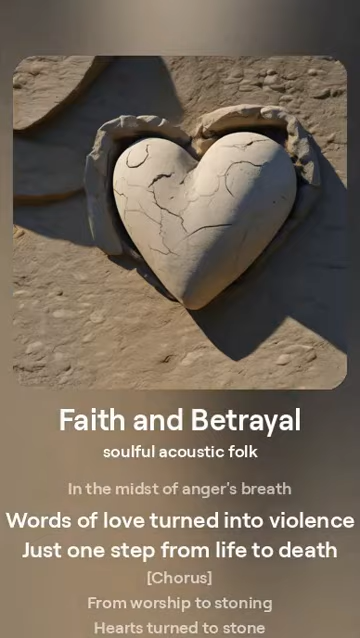 Faith and Betrayal
soulful acoustic folk
In the midst of anger's breath
Words of love turned into violence
Just one step from life to death
[Chorus]
From worship to stoning
Hearts turned to stone